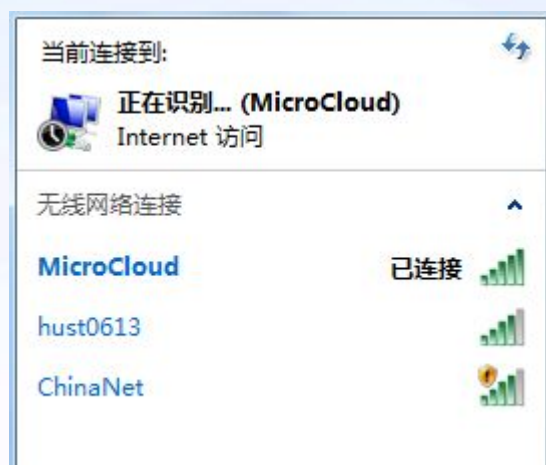 当前连接到:
正在识别... (MicroCloud)
Internet 访问
无线网络连接
MicroCloud 已连接
hust0613
ChinaNet